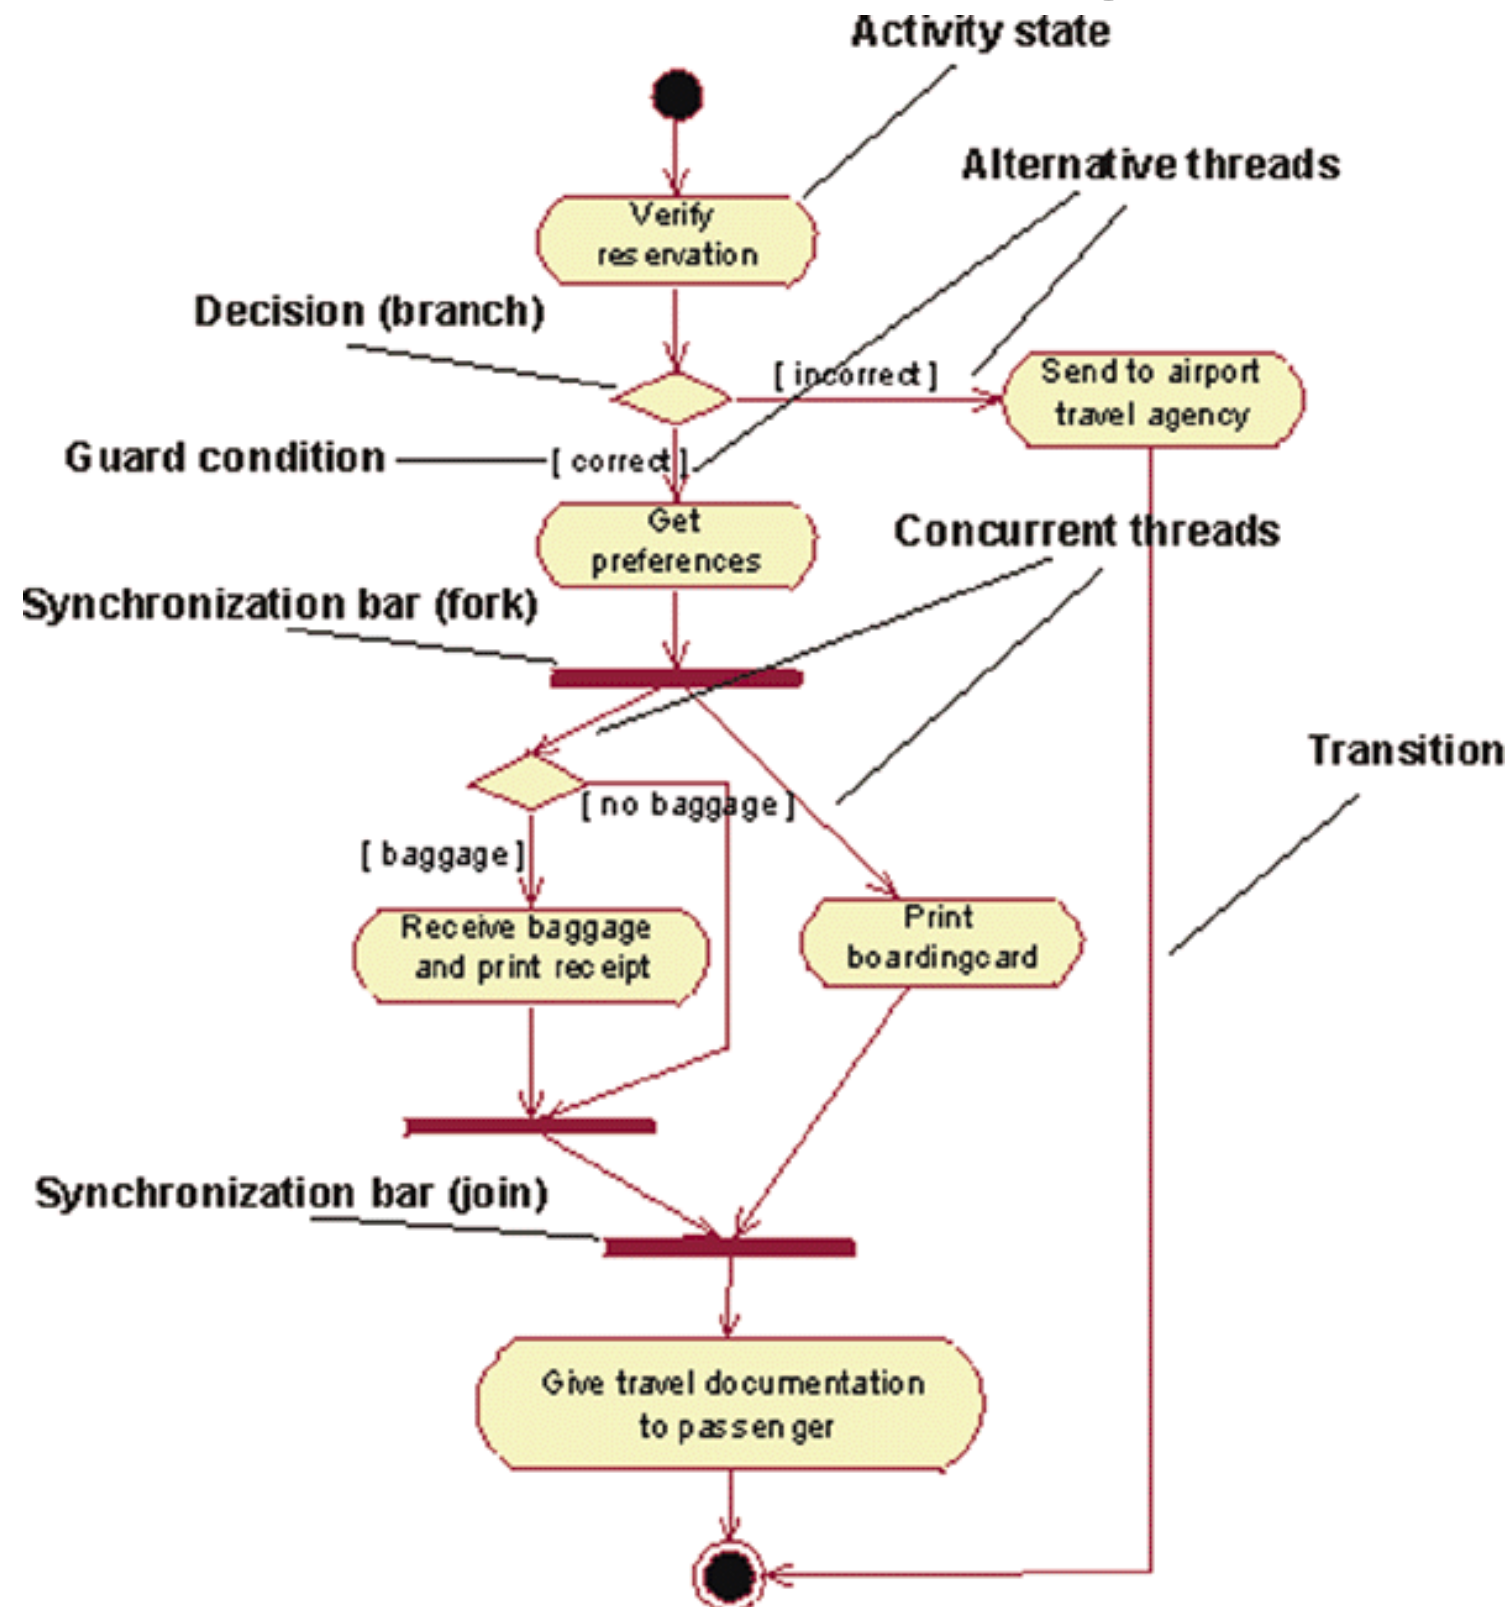 Activity state
Alternative threads
Verify
reservation
Decision (branch)
[ incorrect ]
Send to airport
travel agency
Guard condition
[ correct ]
Get
preferences
Concurrent threads
Synchronization bar (fork)
Transition
[ no baggage ]
[ baggage ]
Receive baggage
and print receipt
Print
boardingcard
Synchronization bar (join)
Give travel documentation
to passenger